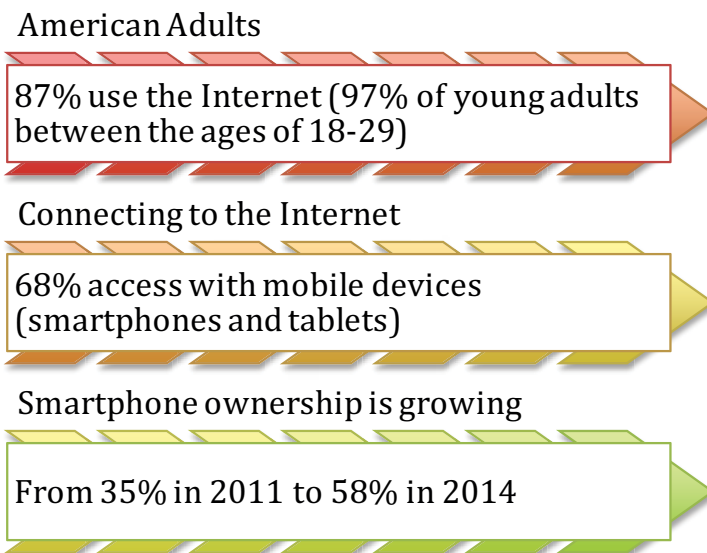 American Adults
87% use the Internet (97% of young adults
between the ages of 18-29)
Connecting to the Internet
68% access with mobile devices
(smartphones and tablets)
Smartphone ownership is growing
From 35% in 2011 to 58% in 2014